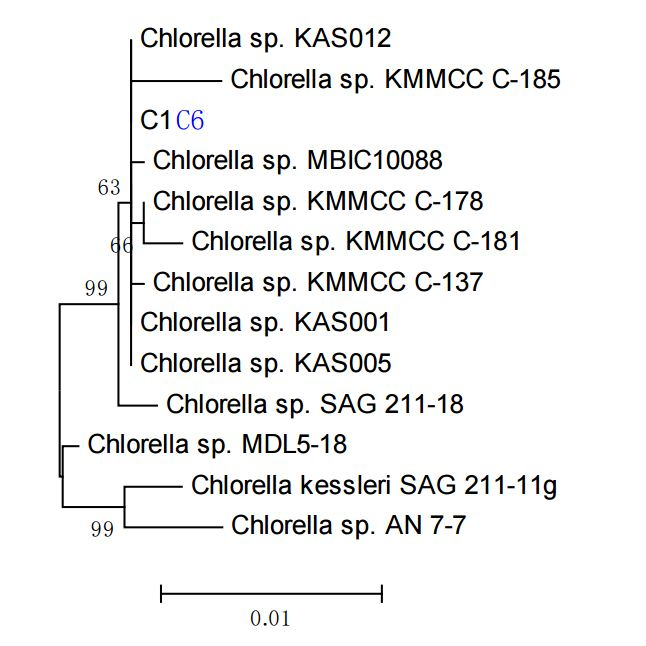 Chlorella sp. KAS012
Chlorella sp. KMMCC C-185
C1 C6
Chlorella sp. MBIC10088
63
Chlorella sp. KMMCC C-178
66
Chlorella sp. KMMCC C-181
99
Chlorella sp. KMMCC C-137
Chlorella sp. KAS001
Chlorella sp. KAS005
Chlorella sp. SAG 211-18
Chlorella sp. MDL5-18
Chlorella kessleri SAG 211-11g
99
Chlorella sp. AN 7-7
0.01